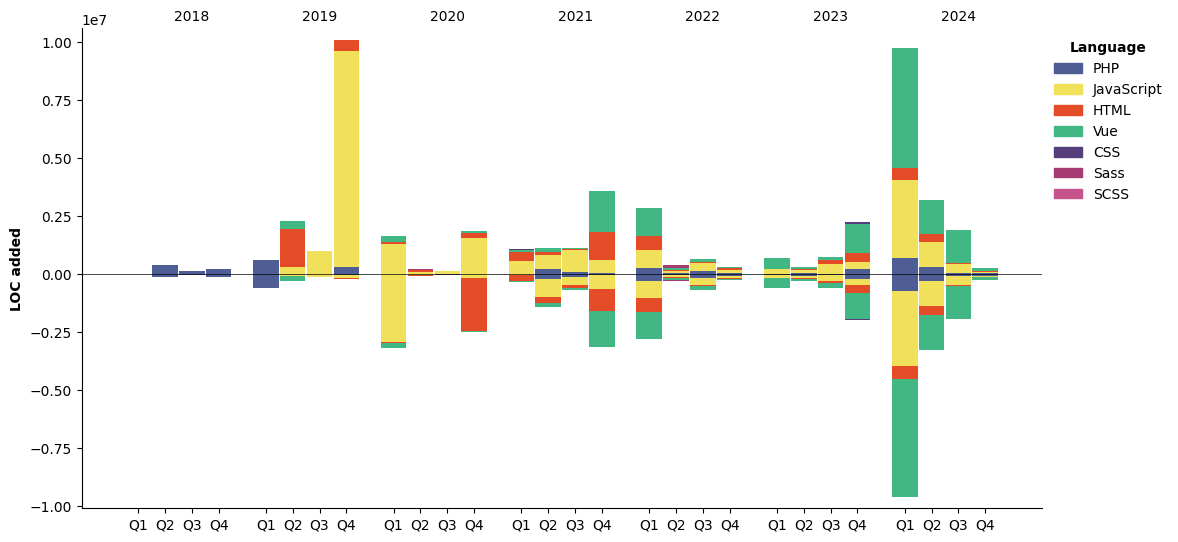 1e7
2018 2019 2020 2021 2022 2023 2024
1.00
0.75
0.50
0.25
0.00
−0.25
−0.50
−0.75
−1.00
LOC added
Q1 Q2 Q3 Q4 Q1 Q2 Q3 Q4 Q1 Q2 Q3 Q4 Q1 Q2 Q3 Q4 Q1 Q2 Q3 Q4 Q1 Q2 Q3 Q4 Q1 Q2 Q3 Q4
Language
PHP
JavaScript
HTML
Vue
CSS
Sass
SCSS